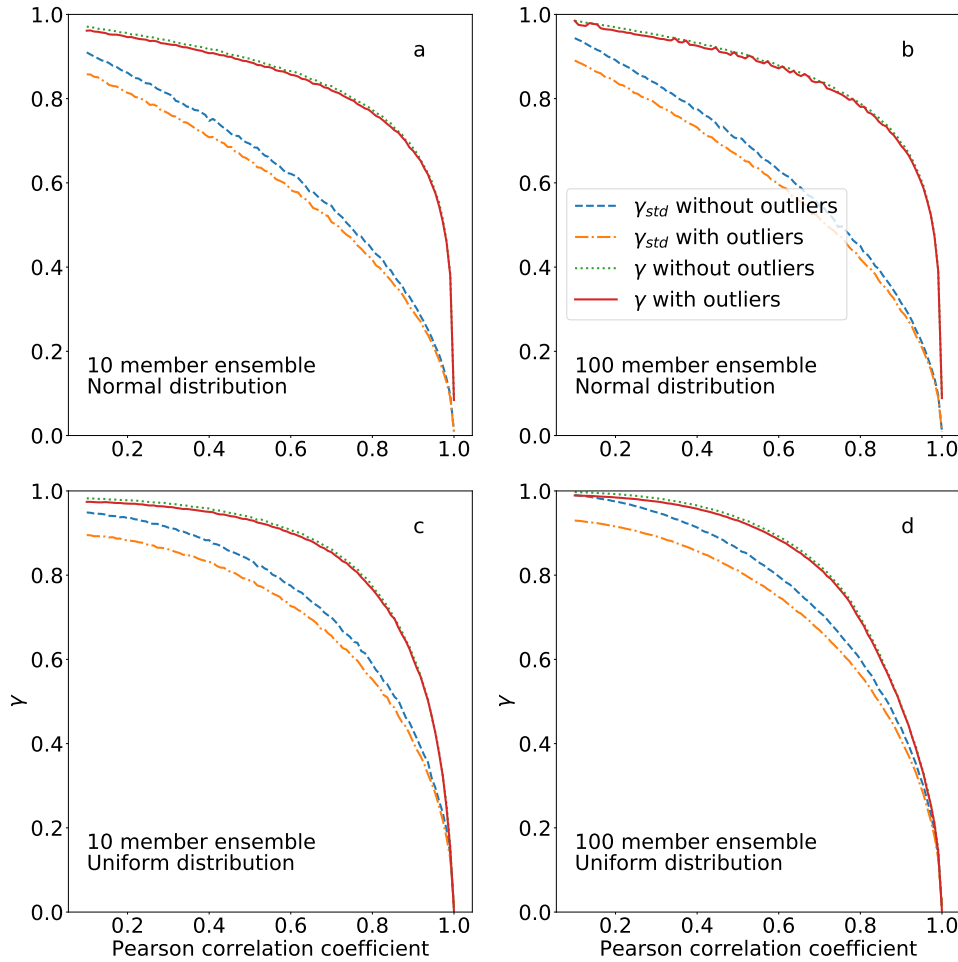 1.0
0.8
0.6
0.4
0.2
0.0
a
10 member ensemble
Normal distribution
0.2 0.4 0.6 0.8 1.0
1.0
0.8
0.6
0.4
0.2
0.0
b
γstd without outliers
γstd with outliers
γ without outliers
γ with outliers
100 member ensemble
Normal distribution
0.2 0.4 0.6 0.8 1.0
1.0
0.8
0.6
0.4
0.2
0.0
γ
c
10 member ensemble
Uniform distribution
0.2 0.4 0.6 0.8 1.0
Pearson correlation coefficient
1.0
0.8
0.6
0.4
0.2
0.0
γ
d
100 member ensemble
Uniform distribution
0.2 0.4 0.6 0.8 1.0
Pearson correlation coefficient